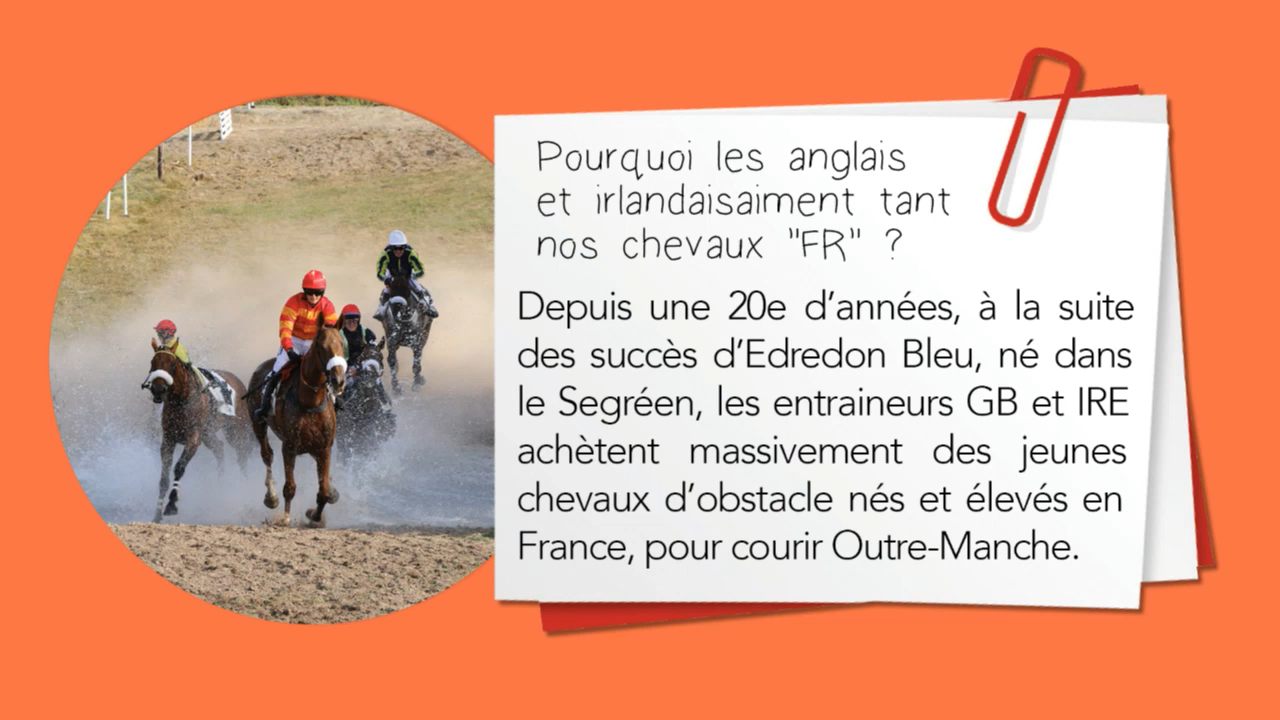 Pourquoi les anglais
et irlandaisaiment tant
nos chevaux "FR" ?
Depuis une 20e d’années, à la suite
des succès d’Edredon Bleu, né dans
le Segréen, les entraineurs GB et IRE
achètent massivement des jeunes
chevaux d’obstacle nés et élevés en
France, pour courir Outre-Manche.